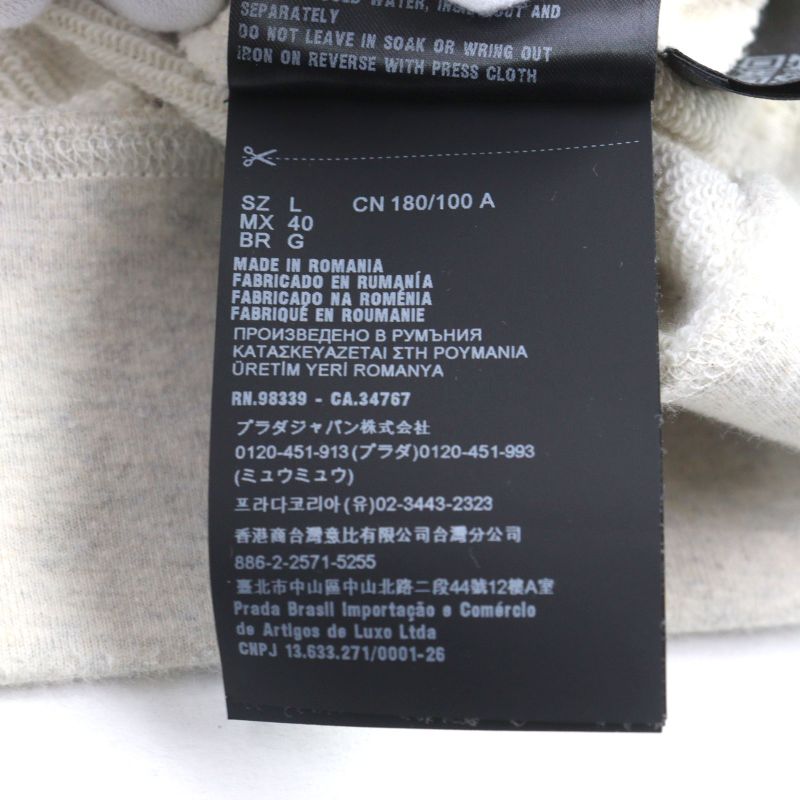 COLD WATER, INSIDE OUT AND
SEPARATELY
DO NOT LEAVE IN SOAK OR WRING OUT
IRON ON REVERSE WITH PRESS CLOTH
SZ L CN 180/100 A
MX 40
BR G
MADE IN ROMANIA
FABRICADO EN RUMANÍA
FABRICADO NA ROMÉNIA
FABRIQUÉ EN ROUMANIE
ПРОИЗВЕДЕНО В РУМЪНИЯ
ΚΑΤΑΣΚΕΥΑΖΕΤΑΙ ΣΤΗ ΡΟΥΜΑΝΙΑ
ÜRETİM YERİ ROMANYA
RN.98339 - CA.34767
プラダジャパン株式会社
0120-451-913(プラダ)0120-451-993
(ミュウミュウ)
프라다코리아(유)02-3443-2323
香港商台灣意比有限公司台灣分公司
886-2-2571-5255
臺北市中山區中山北路二段44號12樓A室
Prada Brasil Importação e Comércio
de Artigos de Luxo Ltda
CNPJ 13.633.271/0001-26